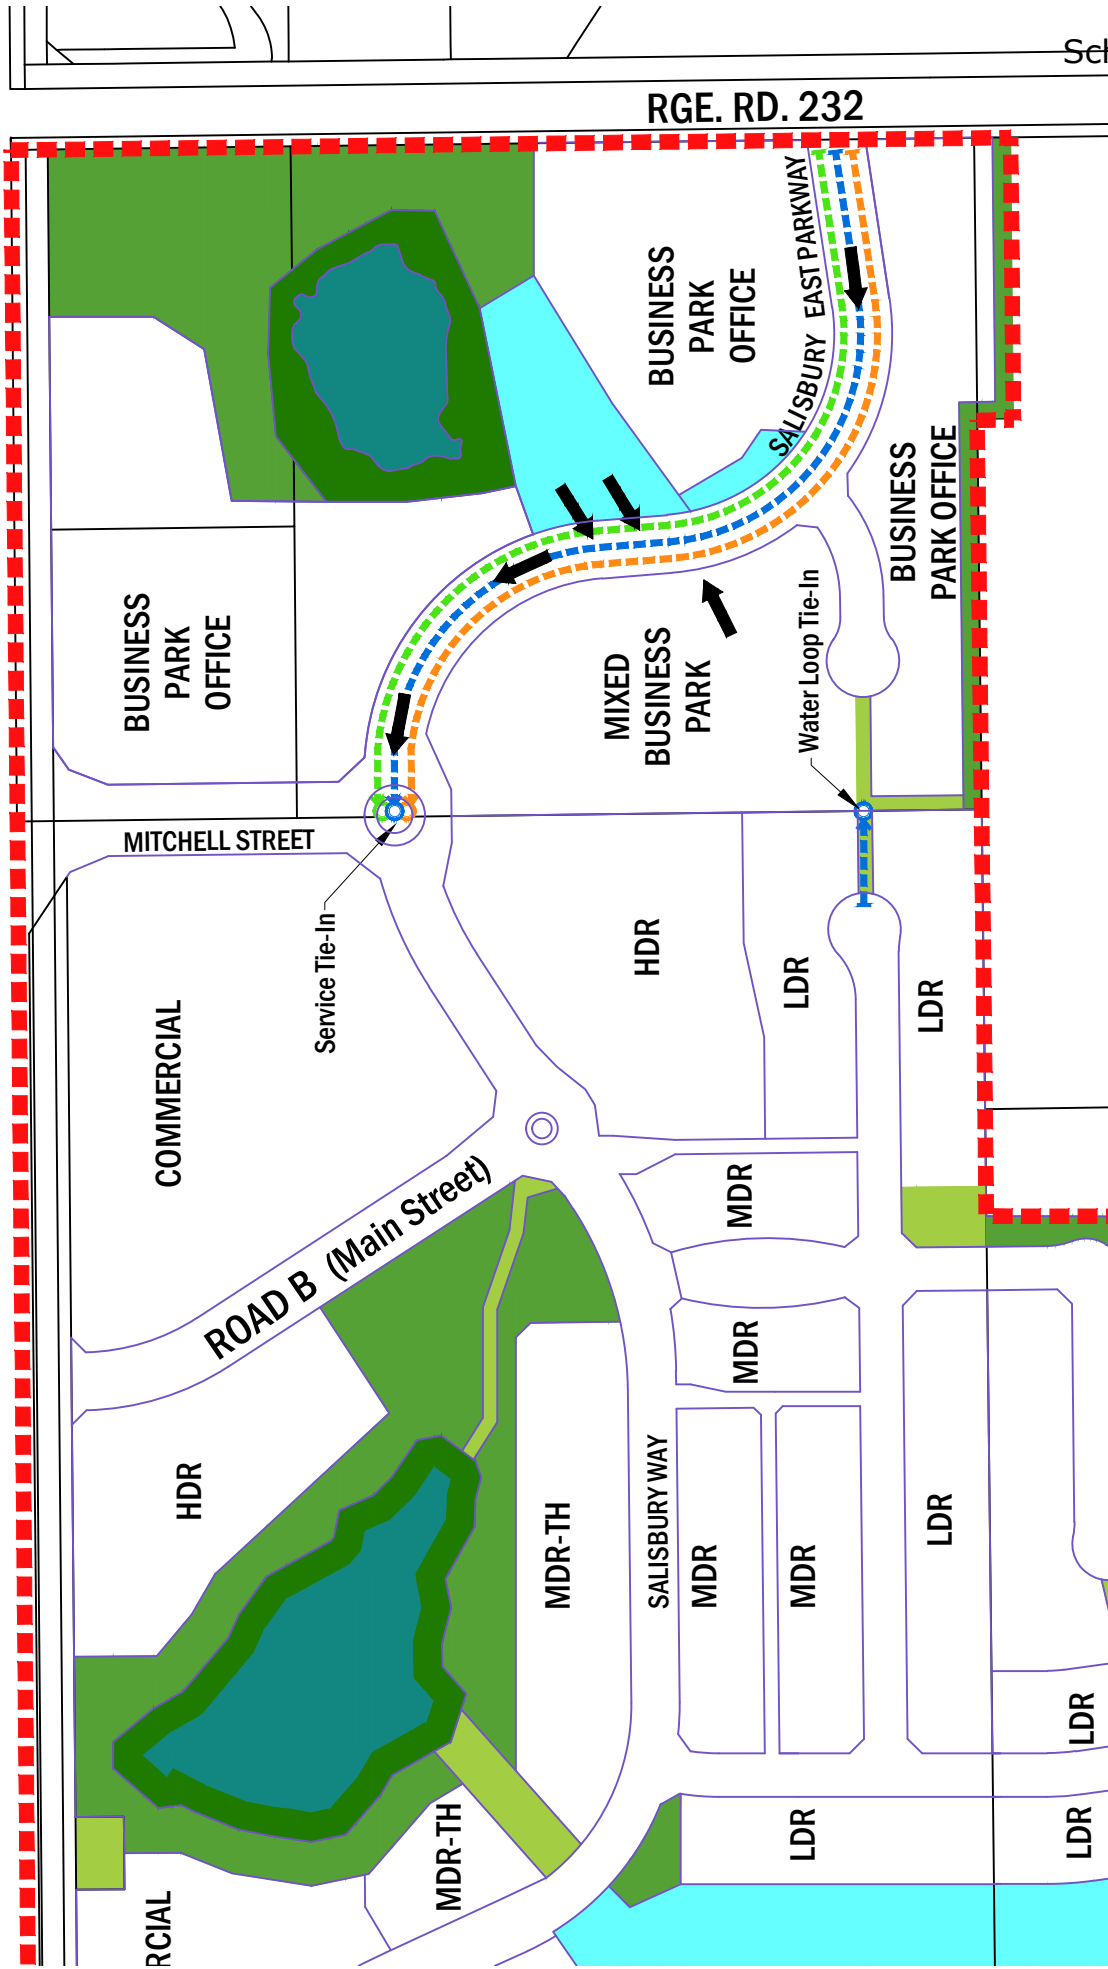 Sch
RGE. RD. 232
SALISBURY EAST PARKWAY
BUSINESS
PARK
OFFICE
BUSINESS
PARK OFFICE
BUSINESS
PARK
OFFICE
MIXED
BUSINESS
PARK
Water Loop Tie-In
MITCHELL STREET
Service Tie-In
HDR
LDR
LDR
COMMERCIAL
MDR
ROAD B (Main Street)
MDR
HDR
MDR-TH
SALISBURY WAY
MDR
MDR
LDR
LDR
MDR-TH
LDR
LDR
RCIAL